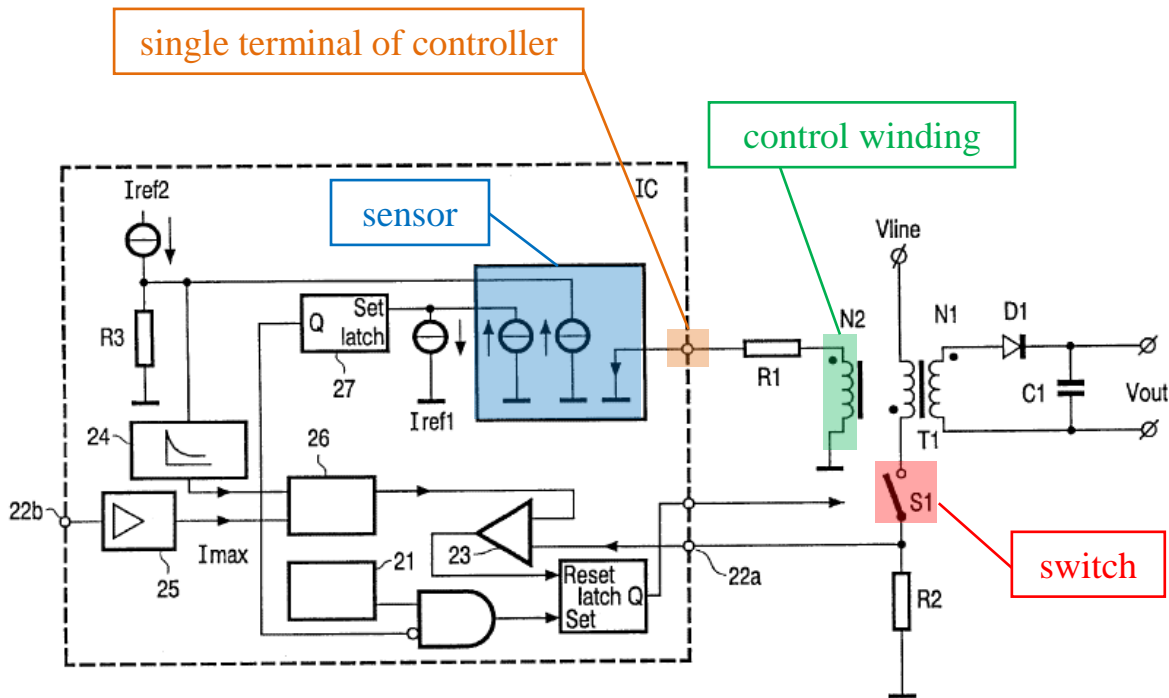 single terminal of controller
control winding
Iref2
IC
sensor
Vline
Q
Set
latch
R3
27
Iref1
R1
N2
N1
D1
C1
Vout
T1
24
26
22b
25
Imax
23
S1
21
22a
switch
Reset
latch Q
Set
R2